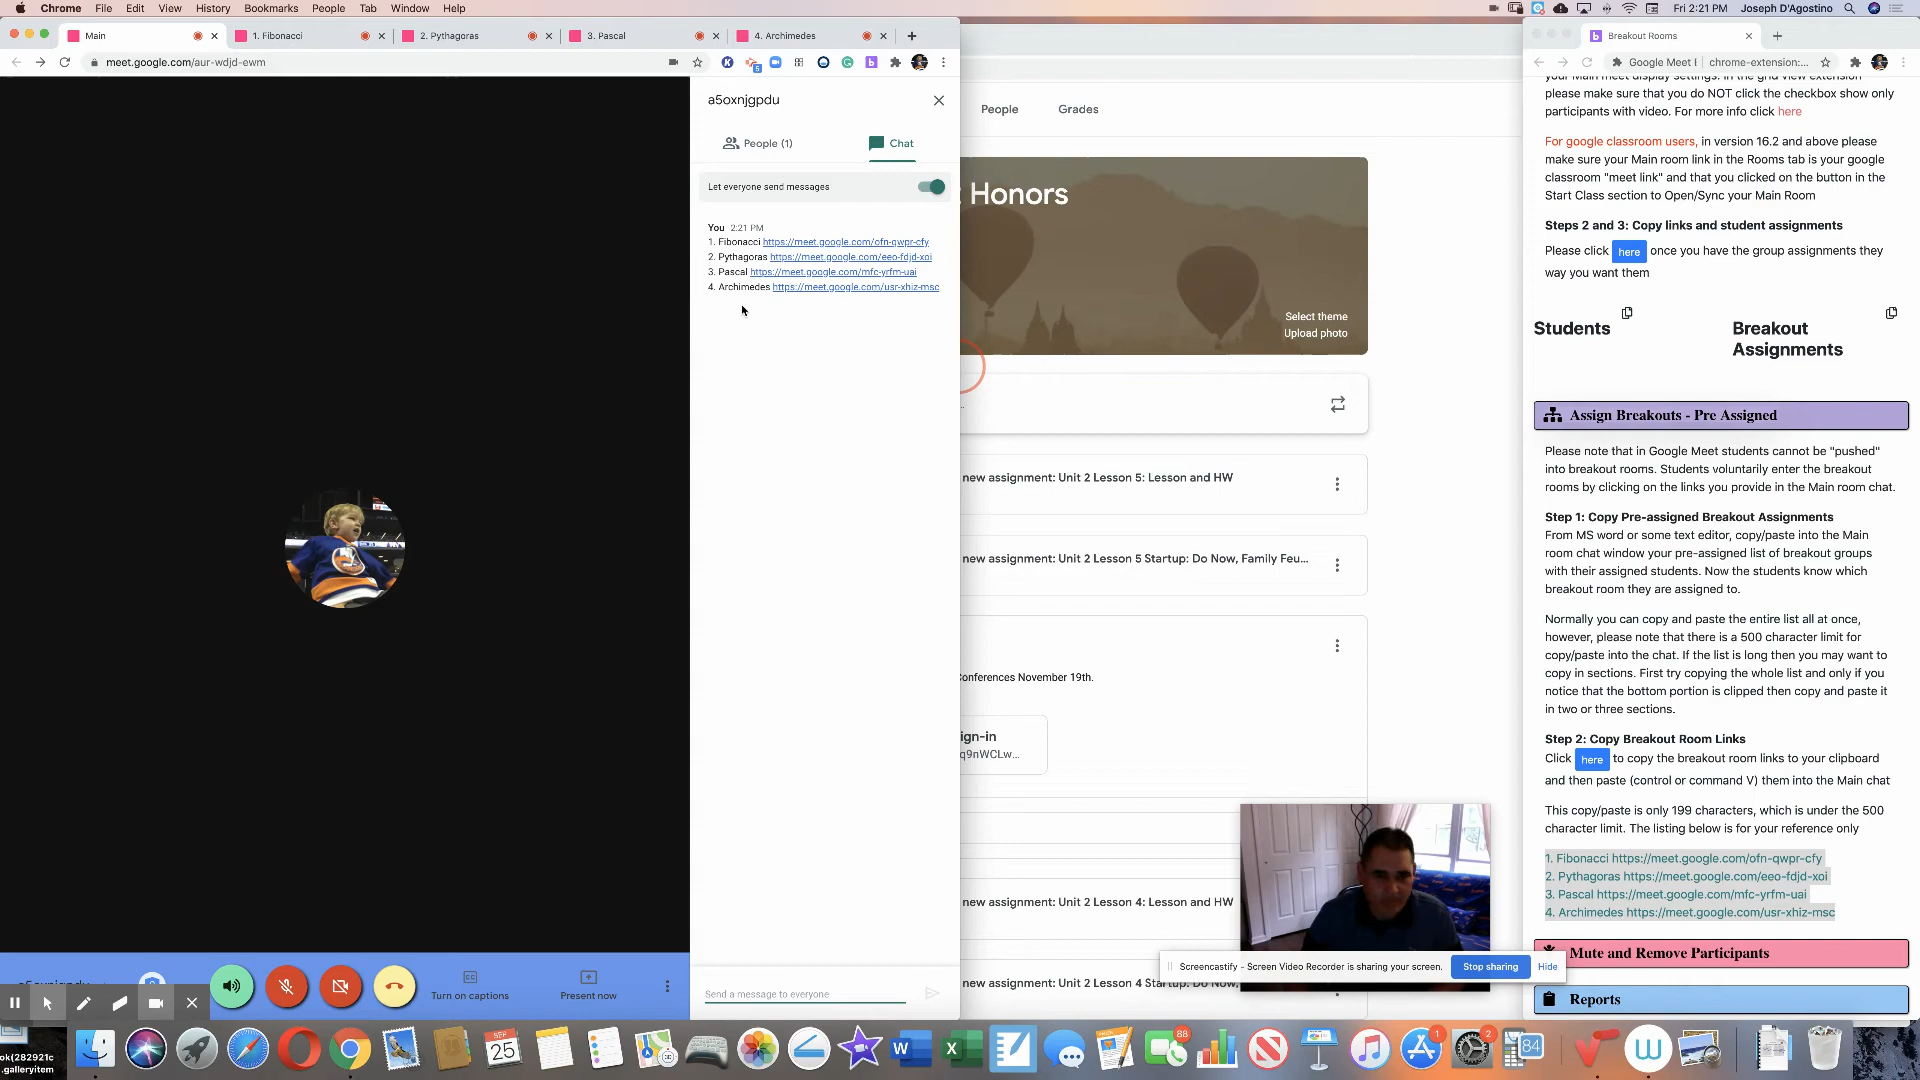 Chrome File Edit View History Bookmarks People Tab Window Help
Fri 2:21 PM Joseph D'Agostino
Main
1. Fibonacci
2. Pythagoras
3. Pascal
4. Archimedes
meet.google.com/aur-wdjd-ewm
a5oxnjgpdu
People (1)
Chat
Let everyone send messages
You 2:21 PM
1. Fibonacci https://meet.google.com/ofn-qwpr-cfy
2. Pythagoras https://meet.google.com/eeo-fdjd-xoi
3. Pascal https://meet.google.com/mfc-yrfm-uai
4. Archimedes https://meet.google.com/usr-xhiz-msc
Send a message to everyone
Turn on captions
Present now
People
Grades
Honors
Select theme
Upload photo
new assignment: Unit 2 Lesson 5: Lesson and HW
new assignment: Unit 2 Lesson 5 Startup: Do Now, Family Feu...
onferences November 19th.
ign-in
q9nWCLw...
new assignment: Unit 2 Lesson 4: Lesson and HW
new assignment: Unit 2 Lesson 4 Startup: Do Now,
Screencastify - Screen Video Recorder is sharing your screen.
Stop sharing
Hide
Breakout Rooms
Google Meet chrome-extension:...
your Main meet display settings. In the grid view extension
please make sure that you do NOT click the checkbox show only
participants with video. For more info click here
For google classroom users, in version 16.2 and above please
make sure your Main room link in the Rooms tab is your google
classroom "meet link" and that you clicked on the button in the
Start Class section to Open/Sync your Main Room
Steps 2 and 3: Copy links and student assignments
Please click here once you have the group assignments they
way you want them
Students
Breakout
Assignments
Assign Breakouts - Pre Assigned
Please note that in Google Meet students cannot be "pushed"
into breakout rooms. Students voluntarily enter the breakout
rooms by clicking on the links you provide in the Main room chat.
Step 1: Copy Pre-assigned Breakout Assignments
From MS word or some text editor, copy/paste into the Main
room chat window your pre-assigned list of breakout groups
with their assigned students. Now the students know which
breakout room they are assigned to.
Normally you can copy and paste the entire list all at once,
however, please note that there is a 500 character limit for
copy/paste into the chat. If the list is long then you may want to
copy in sections. First try copying the whole list and only if you
notice that the bottom portion is clipped then copy and paste it
in two or three sections.
Step 2: Copy Breakout Room Links
Click here to copy the breakout room links to your clipboard
and then paste (control or command V) them into the Main chat
This copy/paste is only 199 characters, which is under the 500
character limit. The listing below is for your reference only
1. Fibonacci https://meet.google.com/ofn-qwpr-cfy
2. Pythagoras https://meet.google.com/eeo-fdjd-xoi
3. Pascal https://meet.google.com/mfc-yrfm-uai
4. Archimedes https://meet.google.com/usr-xhiz-msc
Mute and Remove Participants
Reports
ok(282921c
.galleryitem
SEP
25
88
1
2
84